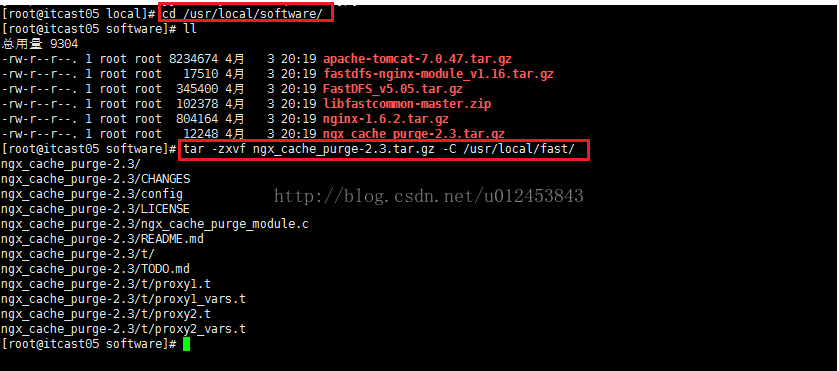 [root@itcast05 local]# cd /usr/local/software/
[root@itcast05 software]# ll
总用量 9304
-rw-r--r--. 1 root root 8234674 4月   3 20:19 apache-tomcat-7.0.47.tar.gz
-rw-r--r--. 1 root root   17510 4月   3 20:19 fastdfs-nginx-module_v1.16.tar.gz
-rw-r--r--. 1 root root  345400 4月   3 20:19 FastDFS_v5.05.tar.gz
-rw-r--r--. 1 root root  102378 4月   3 20:19 libfastcommon-master.zip
-rw-r--r--. 1 root root  804164 4月   3 20:19 nginx-1.6.2.tar.gz
-rw-r--r--. 1 root root   12248 4月   3 20:19 ngx_cache_purge-2.3.tar.gz
[root@itcast05 software]# tar -zxvf ngx_cache_purge-2.3.tar.gz -C /usr/local/fast/
ngx_cache_purge-2.3/
ngx_cache_purge-2.3/CHANGES
ngx_cache_purge-2.3/config
http://blog.csdn.net/u012453843
ngx_cache_purge-2.3/LICENSE
ngx_cache_purge-2.3/ngx_cache_purge_module.c
ngx_cache_purge-2.3/README.md
ngx_cache_purge-2.3/t/
ngx_cache_purge-2.3/TODO.md
ngx_cache_purge-2.3/t/proxy1.t
ngx_cache_purge-2.3/t/proxy1_vars.t
ngx_cache_purge-2.3/t/proxy2.t
ngx_cache_purge-2.3/t/proxy2_vars.t
[root@itcast05 software]#